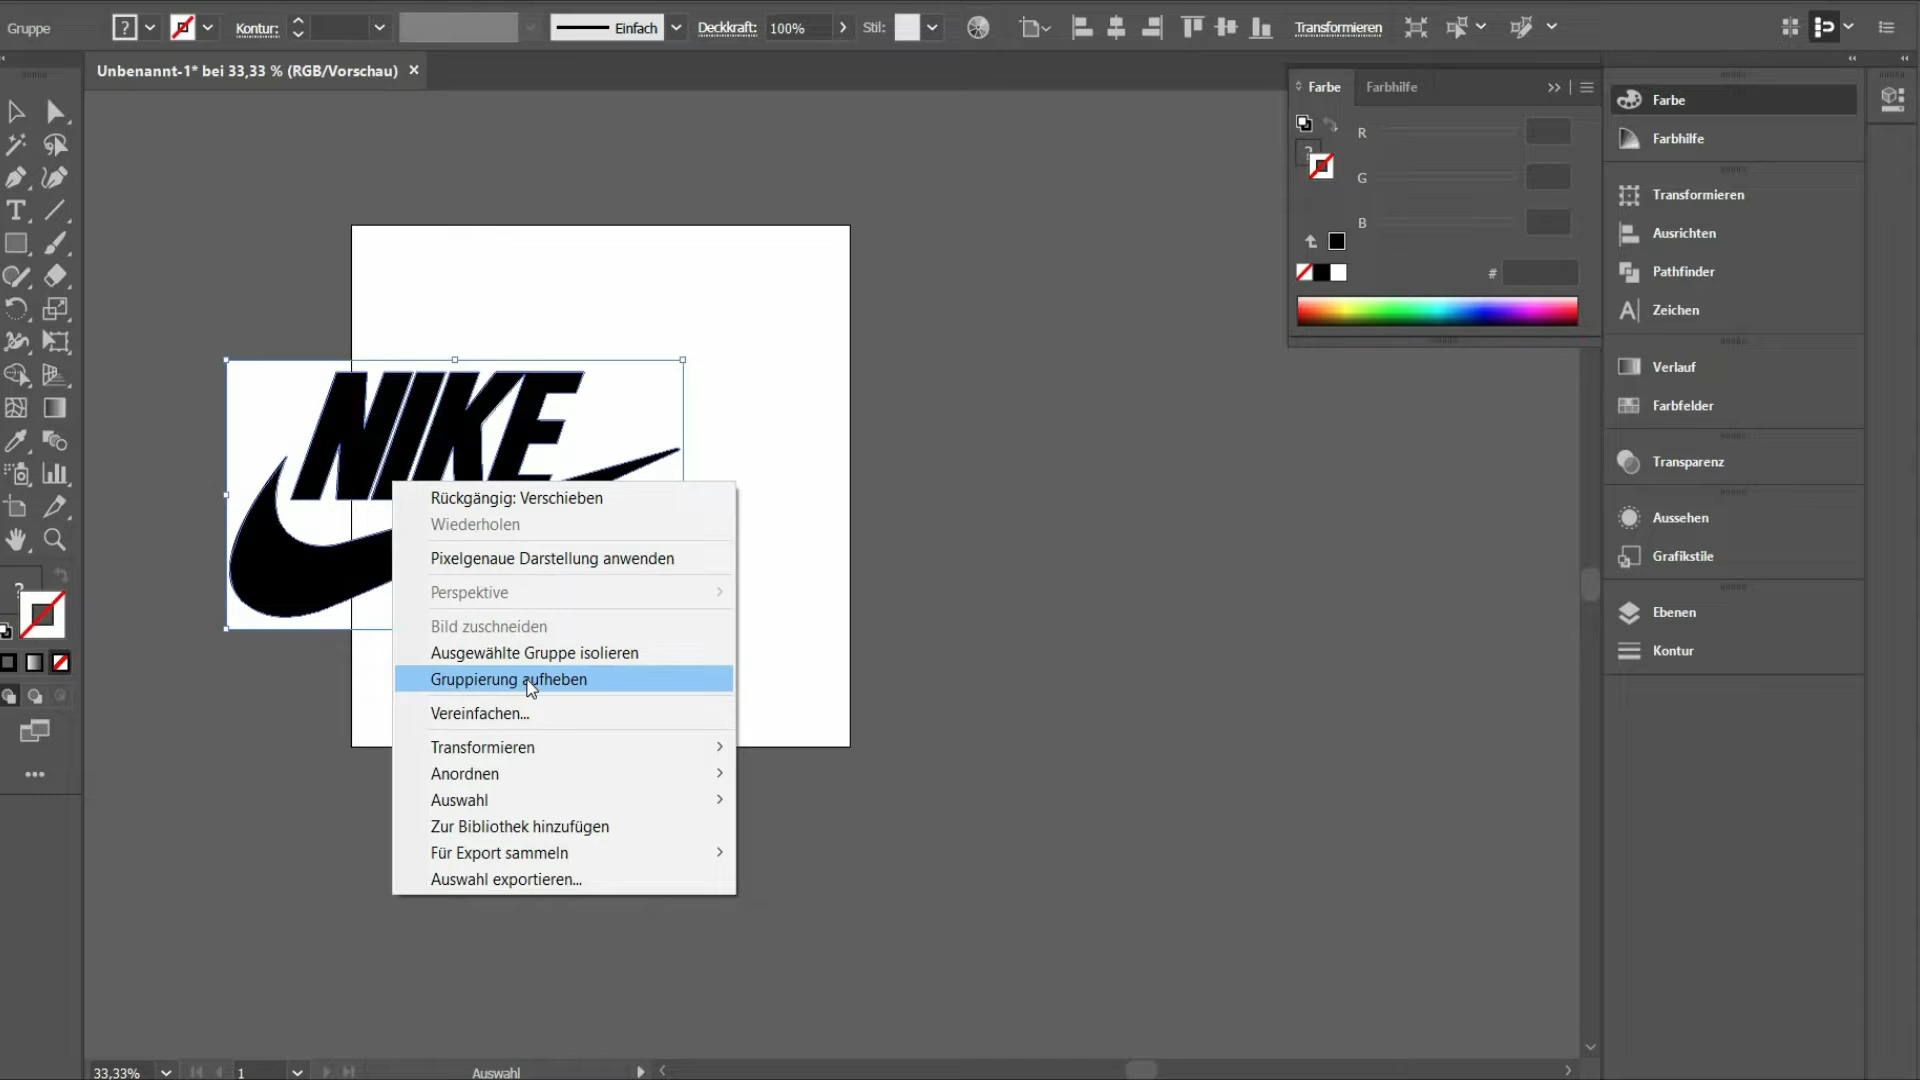 Gruppe
Kontur:
Einfach
Deckkraft:
100%
Stil:
Transformieren
Unbenannt-1* bei 33,33 % (RGB/Vorschau)
Farbe
Farbhilfe
R
G
B
#
Farbe
Farbhilfe
Transformieren
Ausrichten
Pathfinder
Zeichen
Verlauf
Farbfelder
Transparenz
Aussehen
Grafikstile
Ebenen
Kontur
NIKE
Rückgängig: Verschieben
Wiederholen
Pixelgenaue Darstellung anwenden
Perspektive
Bild zuschneiden
Ausgewählte Gruppe isolieren
Gruppierung aufheben
Vereinfachen...
Transformieren
Anordnen
Auswahl
Zur Bibliothek hinzufügen
Für Export sammeln
Auswahl exportieren...
33,33%
1
Auswahl